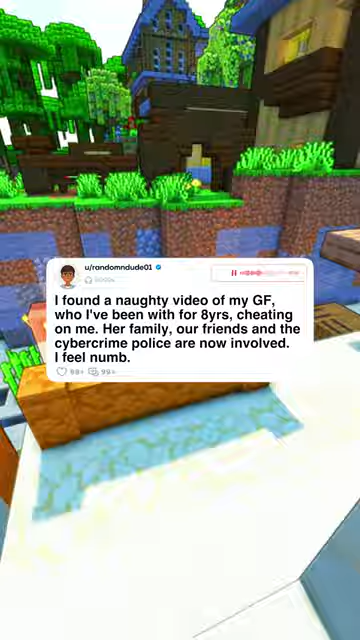 u/randomndude01
I found a naughty video of my GF,
who I've been with for 8yrs, cheating
on me. Her family, our friends and the
cybercrime police are now involved.
I feel numb.
99+ 99+